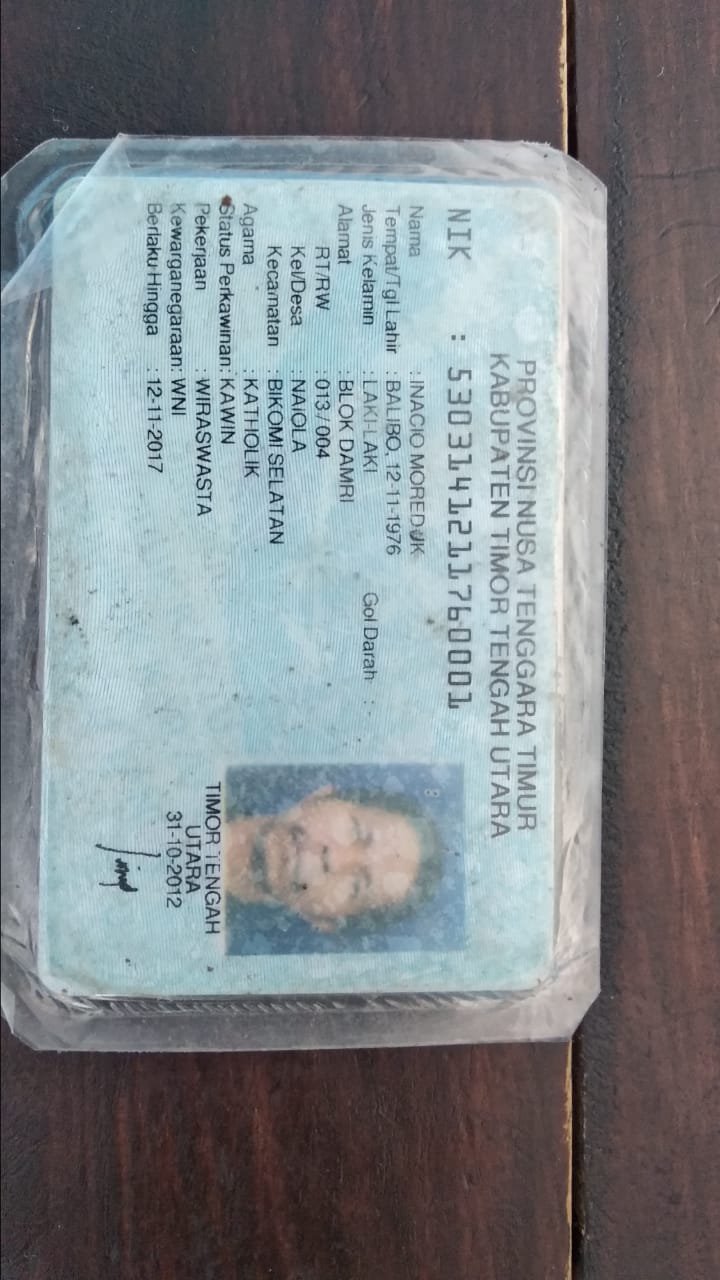 PROVINSI NUSA TENGGARA TIMUR
KABUPATEN TIMOR TENGAH UTARA
NIK : 5303141211760001
Nama : INACIO MOREDJK
Tempat/Tgl Lahir : BALIBO, 12-11-1976
Jenis Kelamin : LAKI-LAKI Gol Darah : -
Alamat : BLOK DAMRI
RT/RW : 013 / 004
Kel/Desa : NAIOLA
Kecamatan : BIKOMI SELATAN
Agama : KATHOLIK
Status Perkawinan: KAWIN
Pekerjaan : WIRASWASTA
Kewarganegaraan: WNI
Berlaku Hingga : 12-11-2017
TIMOR TENGAH
UTARA
31-10-2012